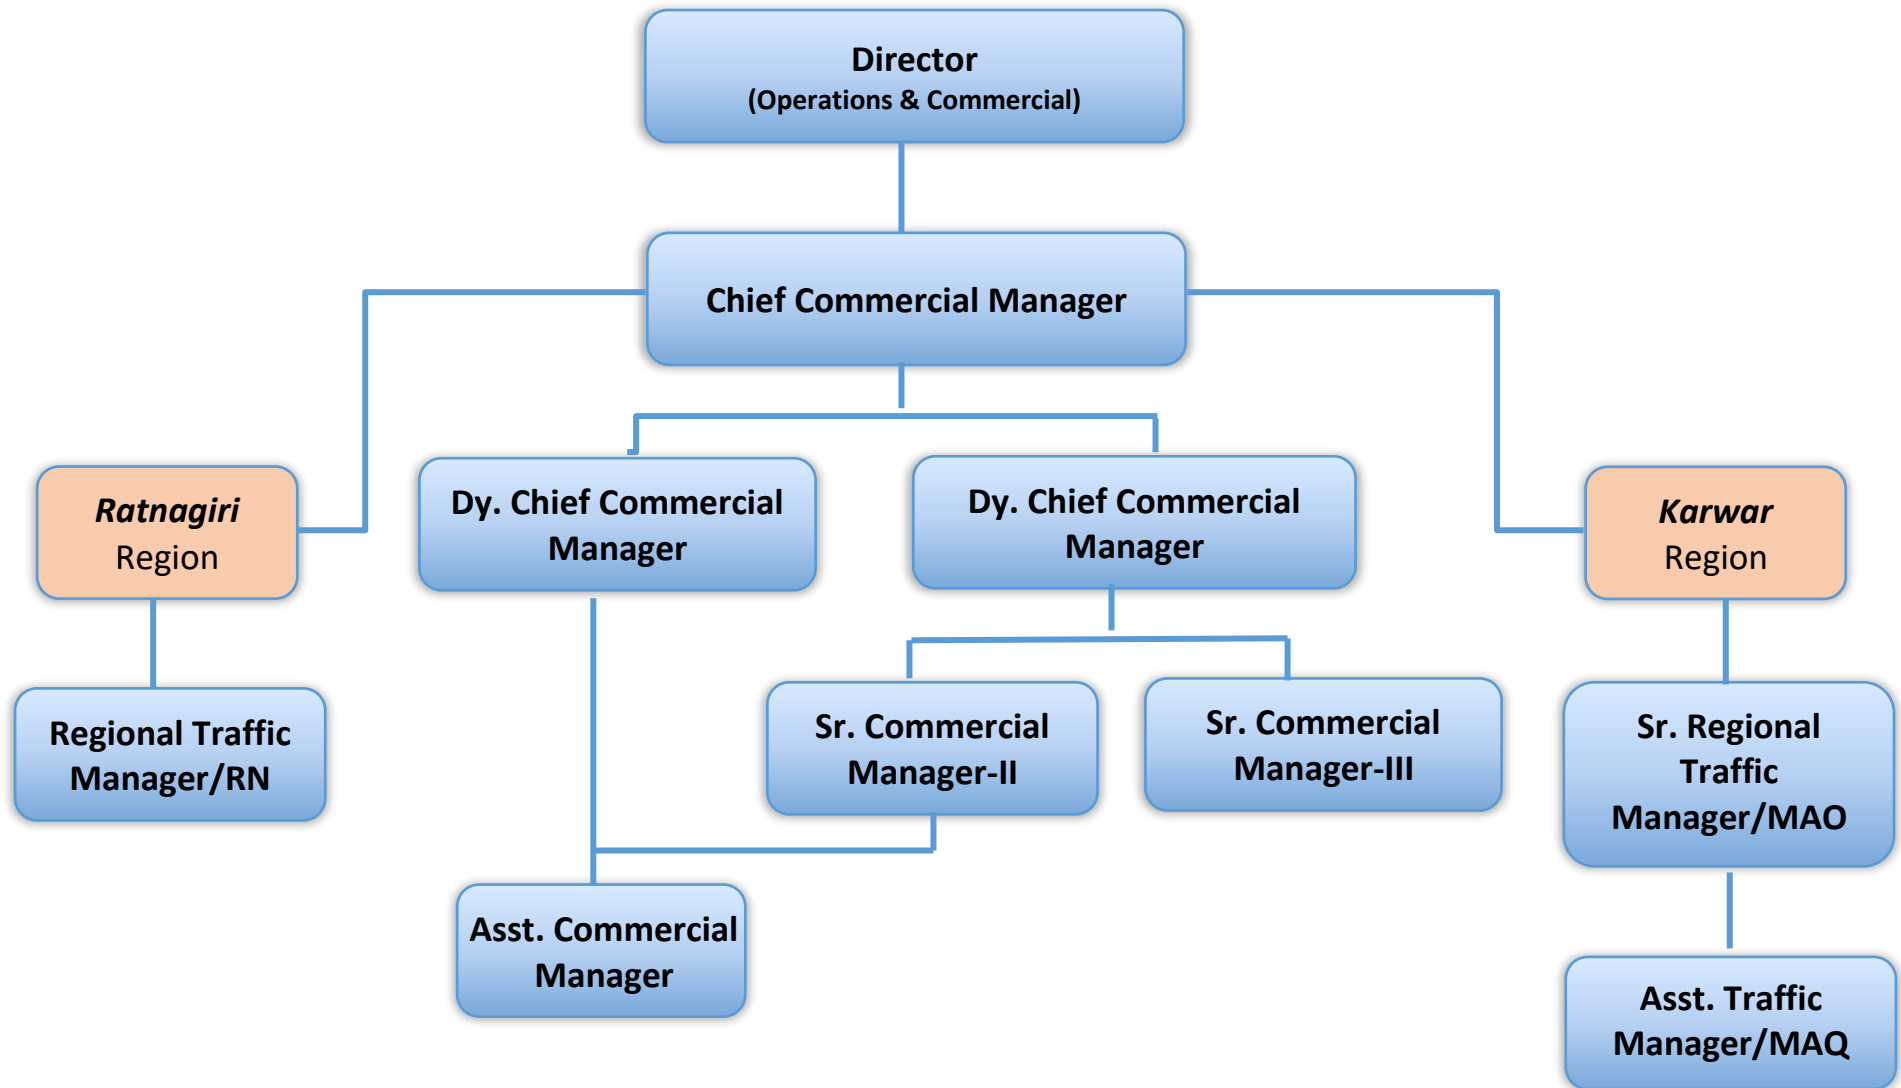 Director
(Operations & Commercial)
Chief Commercial Manager
Ratnagiri
Region
Dy. Chief Commercial
Manager
Dy. Chief Commercial
Manager
Karwar
Region
Regional Traffic
Manager/RN
Sr. Commercial
Manager-II
Sr. Commercial
Manager-III
Sr. Regional
Traffic
Manager/MAO
Asst. Commercial
Manager
Asst. Traffic
Manager/MAQ